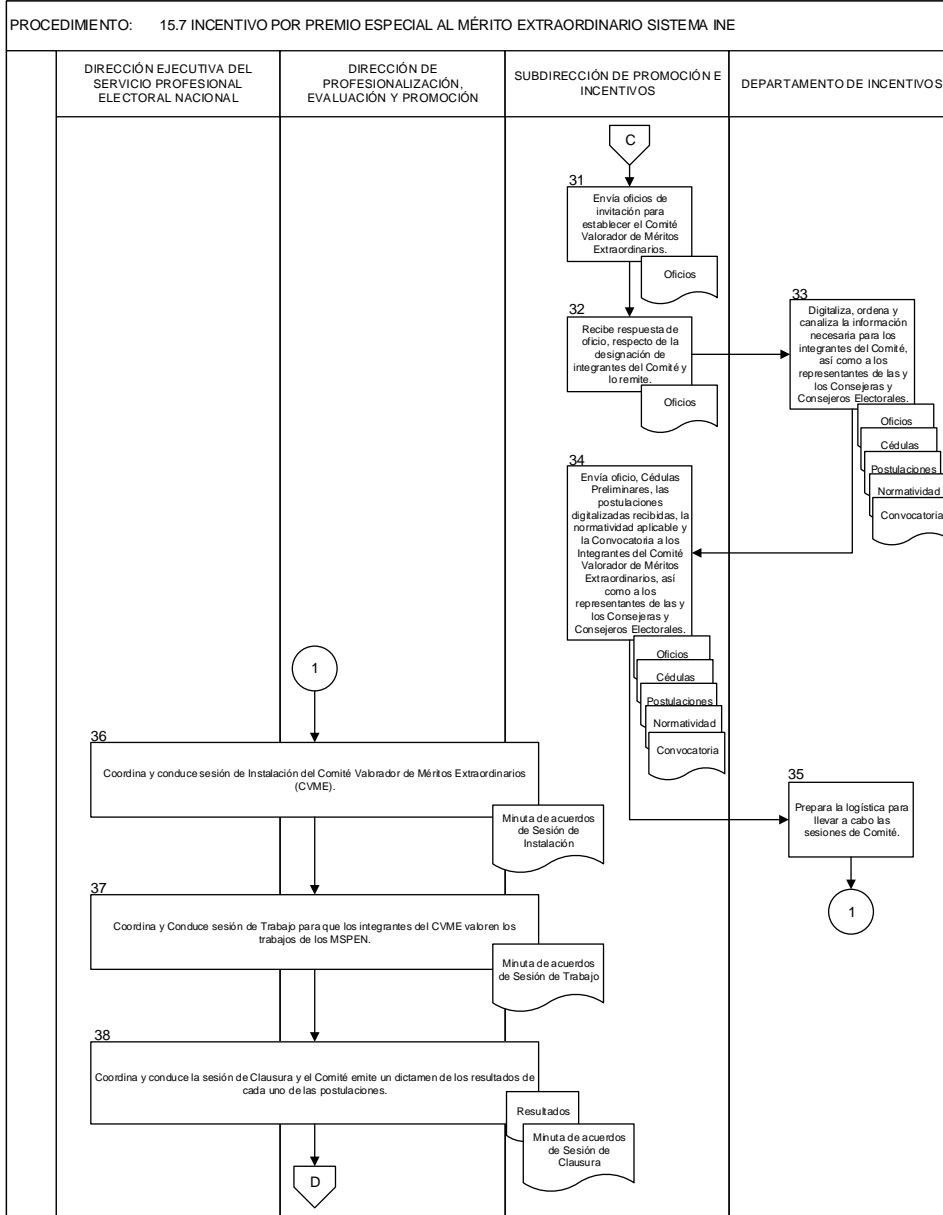 PROCEDIMIENTO: 15.7 INCENTIVO POR PREMIO ESPECIAL AL MÉRITO EXTRAORDINARIO SISTEMA INE
DIRECCIÓN EJECUTIVA DEL
SERVICIO PROFESIONAL
ELECTORAL NACIONAL
DIRECCIÓN DE
PROFESIONALIZACIÓN,
EVALUACIÓN Y PROMOCIÓN
SUBDIRECCIÓN DE PROMOCIÓN E
INCENTIVOS
DEPARTAMENTO DE INCENTIVOS
C
31
Envía oficios de
invitación para
establecer el Comité
Valorador de Méritos
Extraordinarios.
Oficios
32
Recibe respuesta de
oficio, respecto de la
designación de
integrantes del Comité y
lo remite.
Oficios
33
Digitaliza, ordena y
canaliza la información
necesaria para los
integrantes del Comité,
así como a los
representantes de las y
los Consejeras y
Consejeros Electorales.
Oficios
Cédulas
Postulaciones
Normatividad
Convocatoria
34
Envía oficio, Cédulas
Preliminares, las
postulaciones
digitalizadas recibidas, la
normatividad aplicable y
la Convocatoria a los
Integrantes del Comité
Valorador de Méritos
Extraordinarios, así
como a los
representantes de las y
los Consejeras y
Consejeros Electorales.
Oficios
Cédulas
Postulaciones
Normatividad
Convocatoria
35
Prepara la logística para
llevar a cabo las
sesiones de Comité.
1
1
36
Coordina y conduce sesión de Instalación del Comité Valorador de Méritos Extraordinarios
(CVME).
Minuta de acuerdos
de Sesión de
Instalación
37
Coordina y Conduce sesión de Trabajo para que los integrantes del CVME valoren los
trabajos de los MSPEN.
Minuta de acuerdos
de Sesión de Trabajo
38
Coordina y conduce la sesión de Clausura y el Comité emite un dictamen de los resultados de
cada uno de las postulaciones.
Resultados
Minuta de acuerdos
de Sesión de
Clausura
D